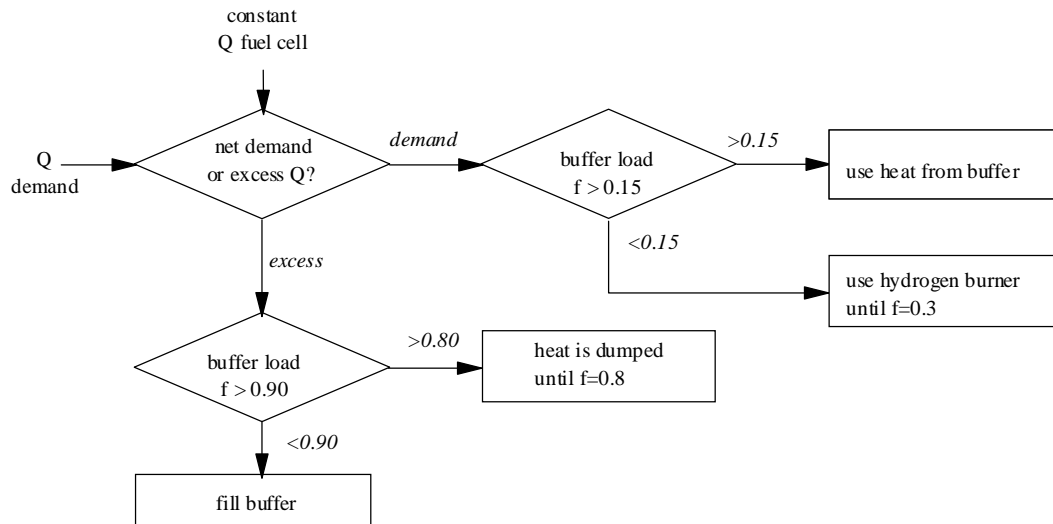 constant
Q fuel cell
Q
demand
net demand
or excess Q?
demand
buffer load
f > 0.15
>0.15
use heat from buffer
<0.15
use hydrogen burner
until f=0.3
excess
buffer load
f > 0.90
>0.80
heat is dumped
until f=0.8
<0.90
fill buffer